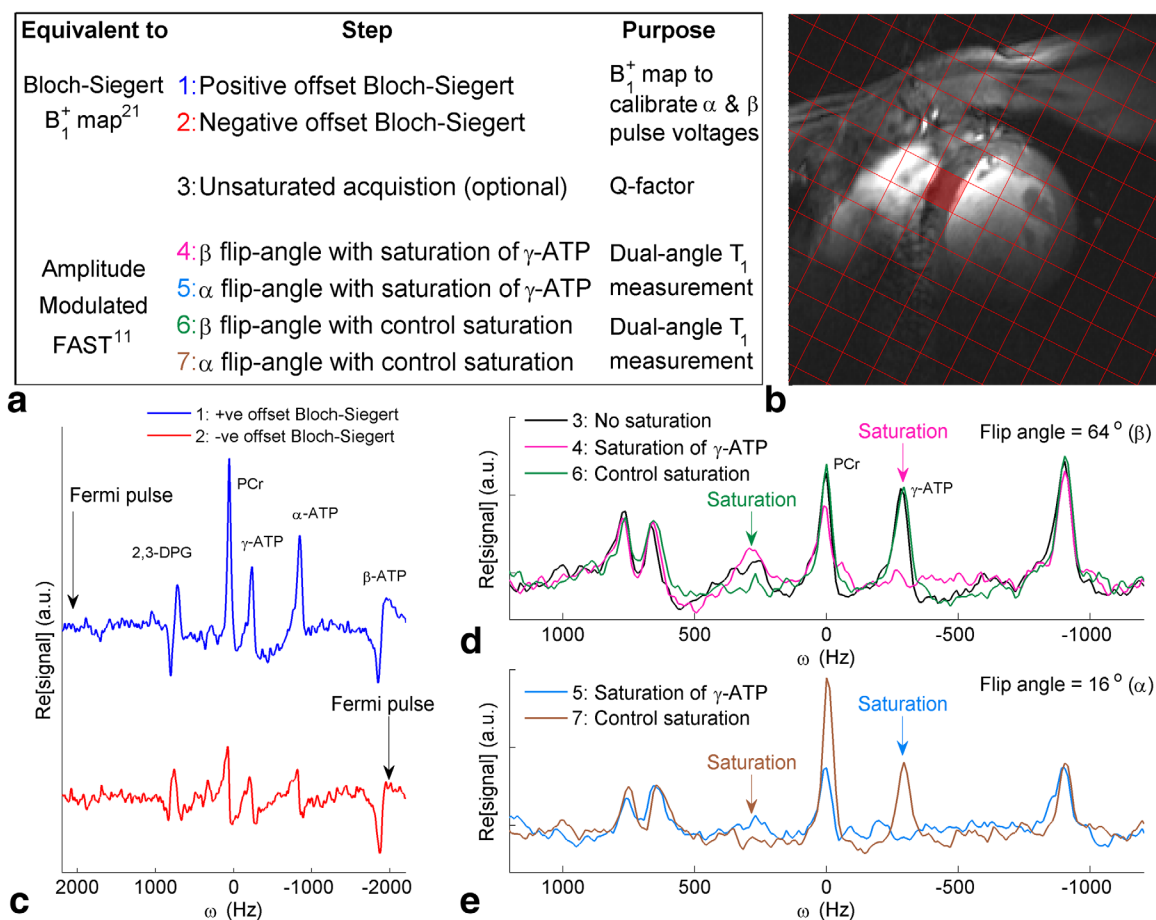 Equivalent to Step Purpose
Bloch-Siegert
B₁⁺ map²¹
1: Positive offset Bloch-Siegert
2: Negative offset Bloch-Siegert
B₁⁺ map to
calibrate α & β
pulse voltages
3: Unsaturated acquistion (optional) Q-factor
Amplitude
Modulated
FAST¹¹
4: β flip-angle with saturation of γ-ATP
5: α flip-angle with saturation of γ-ATP
6: β flip-angle with control saturation
7: α flip-angle with control saturation
Dual-angle T₁
measurement
Dual-angle T₁
measurement
a
b
1: +ve offset Bloch-Siegert
2: -ve offset Bloch-Siegert
Fermi pulse
PCr
α-ATP
2,3-DPG
γ-ATP
β-ATP
Fermi pulse
Re[signal] (a.u.)
2000 1000 0 -1000 -2000
ω (Hz)
c
3: No saturation
4: Saturation of γ-ATP
6: Control saturation
Saturation
Flip angle = 64° (β)
PCr
γ-ATP
Saturation
Re[signal] (a.u.)
1000 500 0 -500 -1000
ω (Hz)
d
5: Saturation of γ-ATP
7: Control saturation
Flip angle = 16° (α)
Saturation
Saturation
Re[signal] (a.u.)
1000 500 0 -500 -1000
ω (Hz)
e